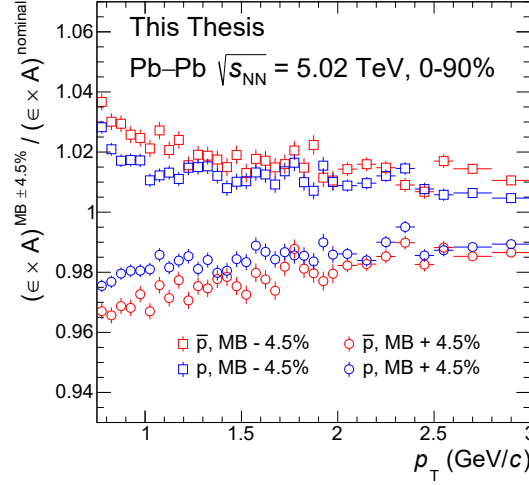 This Thesis
Pb–Pb √sNN = 5.02 TeV, 0-90%
(∈ × A)^MB ± 4.5% / (∈ × A)^nominal
1.06
1.04
1.02
1
0.98
0.96
0.94
p̅, MB - 4.5%
p̅, MB + 4.5%
p, MB - 4.5%
p, MB + 4.5%
1
1.5
2
2.5
3
pT (GeV/c)